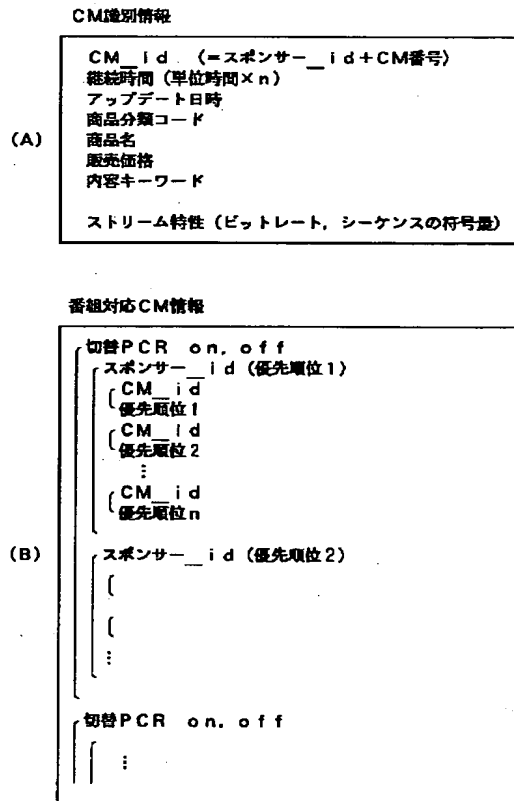 CM識別情報
(A)
CM__id (=スポンサー__id+CM番号)
継続時間(単位時間×n)
アップデート日時
商品分類コード
商品名
販売価格
内容キーワード
ストリーム特性(ビットレート,シーケンスの符号量)
番組対応CM情報
(B)
切替PCR on, off
スポンサー__id(優先順位1)
CM__id
優先順位1
CM__id
優先順位2
⋮
CM__id
優先順位n
スポンサー__id(優先順位2)
⋮
切替PCR on, off
⋮